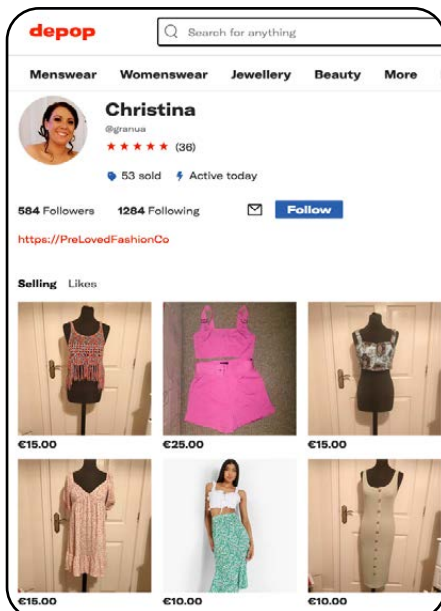 depop
Search for anything
Menswear Womenswear Jewellery Beauty More
Christina
@granua
★★★★★ (36)
53 sold Active today
584 Followers 1284 Following Follow
https://PreLovedFashionCo
Selling Likes
€15.00 €25.00 €15.00
€15.00 €10.00 €10.00